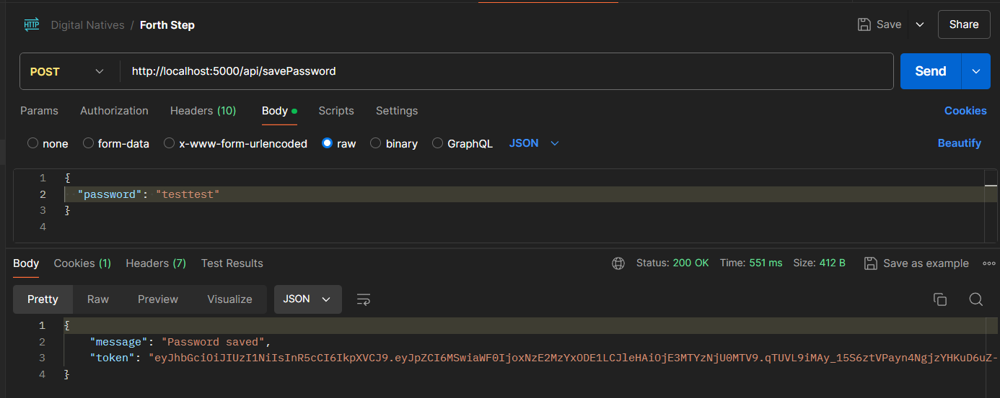 HTTP Digital Natives / Forth Step Save Share
POST http://localhost:5000/api/savePassword Send
Params Authorization Headers (10) Body Scripts Settings Cookies
none form-data x-www-form-urlencoded raw binary GraphQL JSON Beautify
1 {
2 "password": "testtest"
3 }
4
Body Cookies (1) Headers (7) Test Results Status: 200 OK Time: 551 ms Size: 412 B Save as example
Pretty Raw Preview Visualize JSON
1 {
2 "message": "Password saved",
3 "token": "eyJhbGciOiJIUzI1NiIsInR5cCI6IkpXVCJ9.eyJpZCI6MSwiaWF0IjoxNzE2MzYxODE1LCJleHAiOjE3MTYzNjU0MTV9.qTUVL9iMAy_15S6ztVPayn4NgjzYHKuD6uZ-
4 }